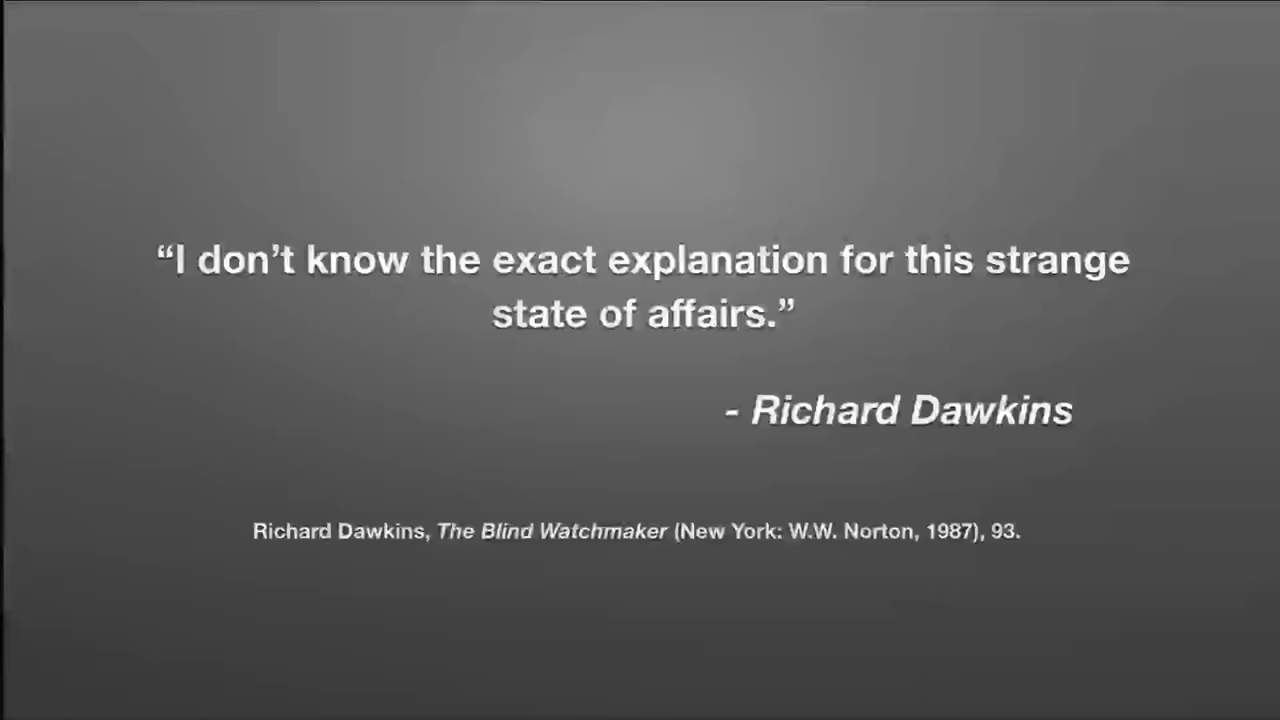 “I don’t know the exact explanation for this strange
state of affairs.”
- Richard Dawkins
Richard Dawkins, The Blind Watchmaker (New York: W.W. Norton, 1987), 93.